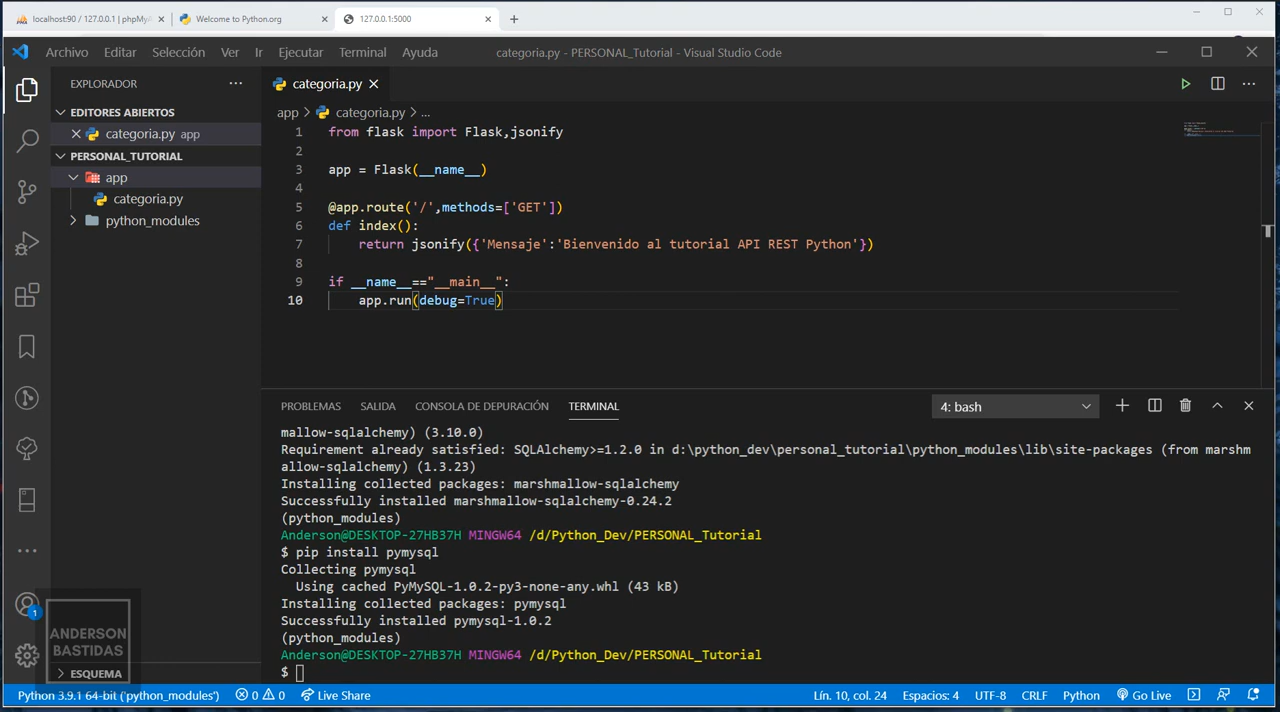 localhost:90 / 127.0.0.1 | phpMyA
Welcome to Python.org
127.0.0.1:5000
Archivo Editar Selección Ver Ir Ejecutar Terminal Ayuda
categoria.py - PERSONAL_Tutorial - Visual Studio Code
EXPLORADOR
EDITORES ABIERTOS
categoria.py app
PERSONAL_TUTORIAL
app
categoria.py
python_modules
categoria.py
app > categoria.py > ...
1 from flask import Flask,jsonify
2
3 app = Flask(__name__)
4
5 @app.route('/',methods=['GET'])
6 def index():
7 return jsonify({'Mensaje':'Bienvenido al tutorial API REST Python'})
8
9 if __name__=="__main__":
10 app.run(debug=True)
PROBLEMAS SALIDA CONSOLA DE DEPURACIÓN TERMINAL
4: bash
mallow-sqlalchemy) (3.10.0)
Requirement already satisfied: SQLAlchemy>=1.2.0 in d:\python_dev\personal_tutorial\python_modules\lib\site-packages (from marshm
allow-sqlalchemy) (1.3.23)
Installing collected packages: marshmallow-sqlalchemy
Successfully installed marshmallow-sqlalchemy-0.24.2
(python_modules)
Anderson@DESKTOP-27HB37H MINGW64 /d/Python_Dev/PERSONAL_Tutorial
$ pip install pymysql
Collecting pymysql
Using cached PyMySQL-1.0.2-py3-none-any.whl (43 kB)
Installing collected packages: pymysql
Successfully installed pymysql-1.0.2
(python_modules)
Anderson@DESKTOP-27HB37H MINGW64 /d/Python_Dev/PERSONAL_Tutorial
$
1
ANDERSON
BASTIDAS
ESQUEMA
Python 3.9.1 64-bit ('python_modules') 0 0 Live Share
Lín. 10, col. 24 Espacios: 4 UTF-8 CRLF Python Go Live